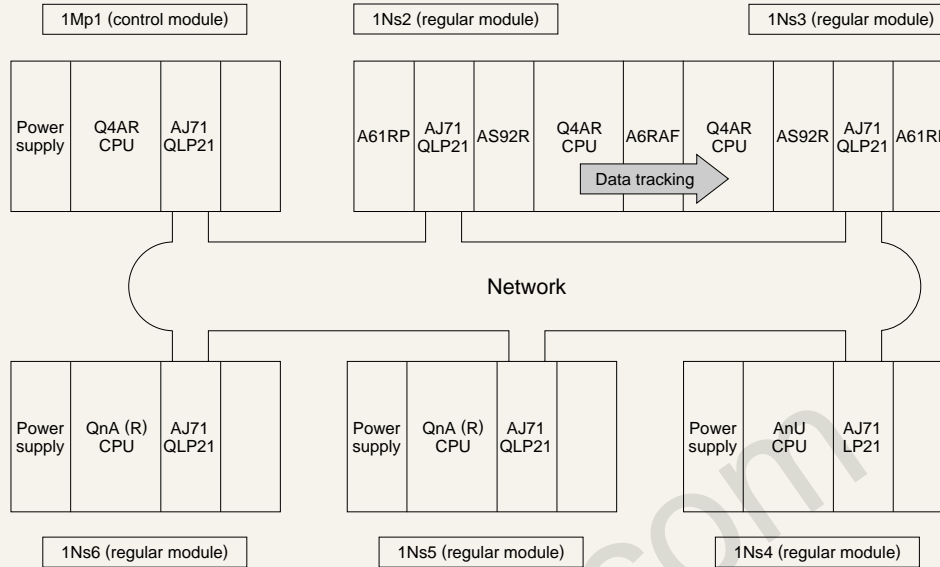 1Mp1 (control module)
1Ns2 (regular module)
1Ns3 (regular module)
Power
supply
Q4AR
CPU
AJ71
QLP21
A61RP
AJ71
QLP21
AS92R
Q4AR
CPU
A6RAF
Q4AR
CPU
AS92R
AJ71
QLP21
A61RP
Data tracking
Network
Power
supply
QnA (R)
CPU
AJ71
QLP21
Power
supply
QnA (R)
CPU
AJ71
QLP21
Power
supply
AnU
CPU
AJ71
LP21
1Ns6 (regular module)
1Ns5 (regular module)
1Ns4 (regular module)
.com